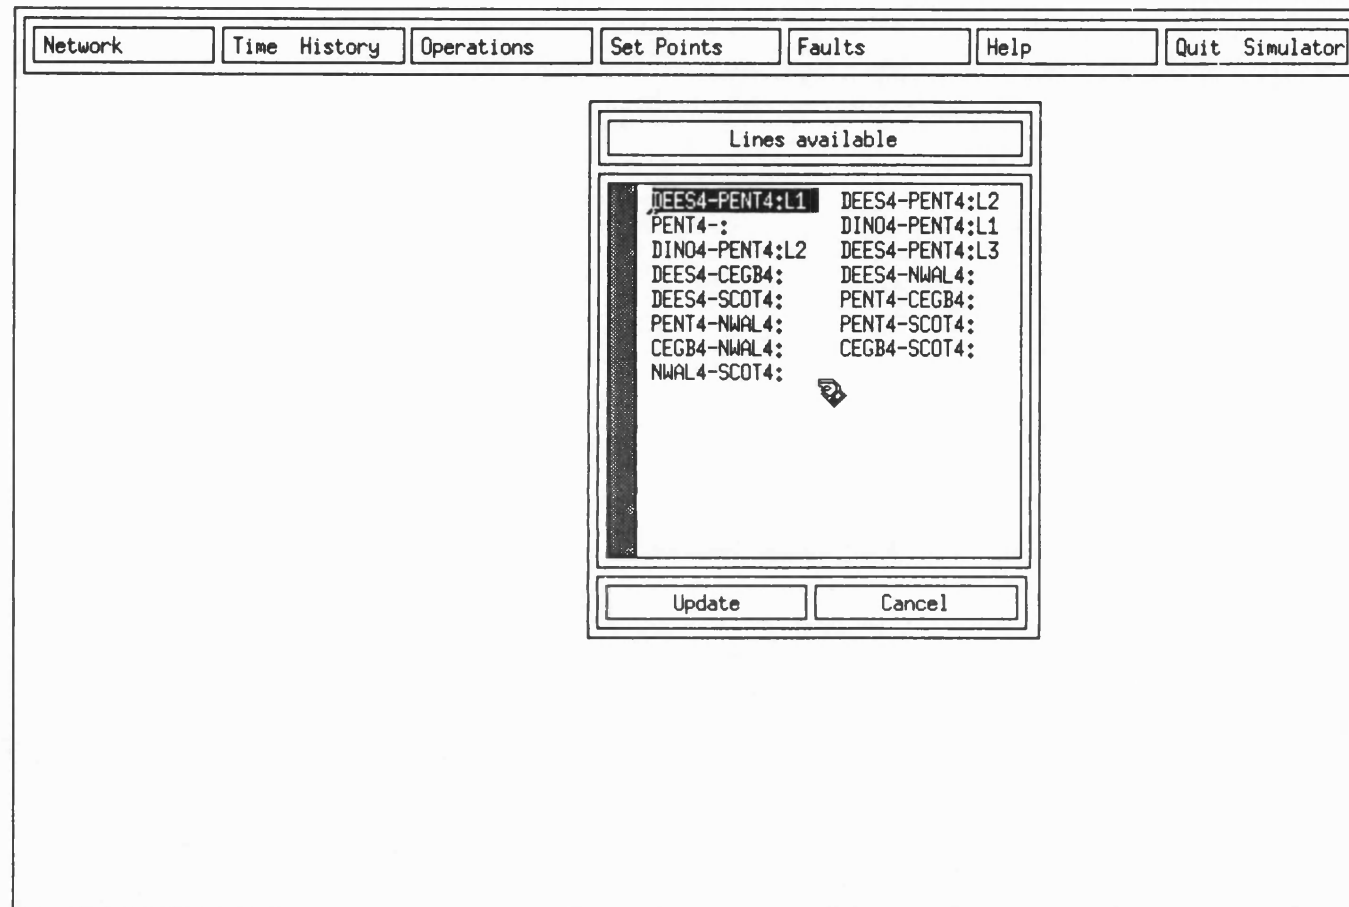 Network Time History Operations Set Points Faults Help Quit Simulator
Lines available
DEES4-PENT4:L1 DEES4-PENT4:L2
PENT4-: DINO4-PENT4:L1
DINO4-PENT4:L2 DEES4-PENT4:L3
DEES4-CEGB4: DEES4-NWAL4:
DEES4-SCOT4: PENT4-CEGB4:
PENT4-NWAL4: PENT4-SCOT4:
CEGB4-NWAL4: CEGB4-SCOT4:
NWAL4-SCOT4:
Update Cancel